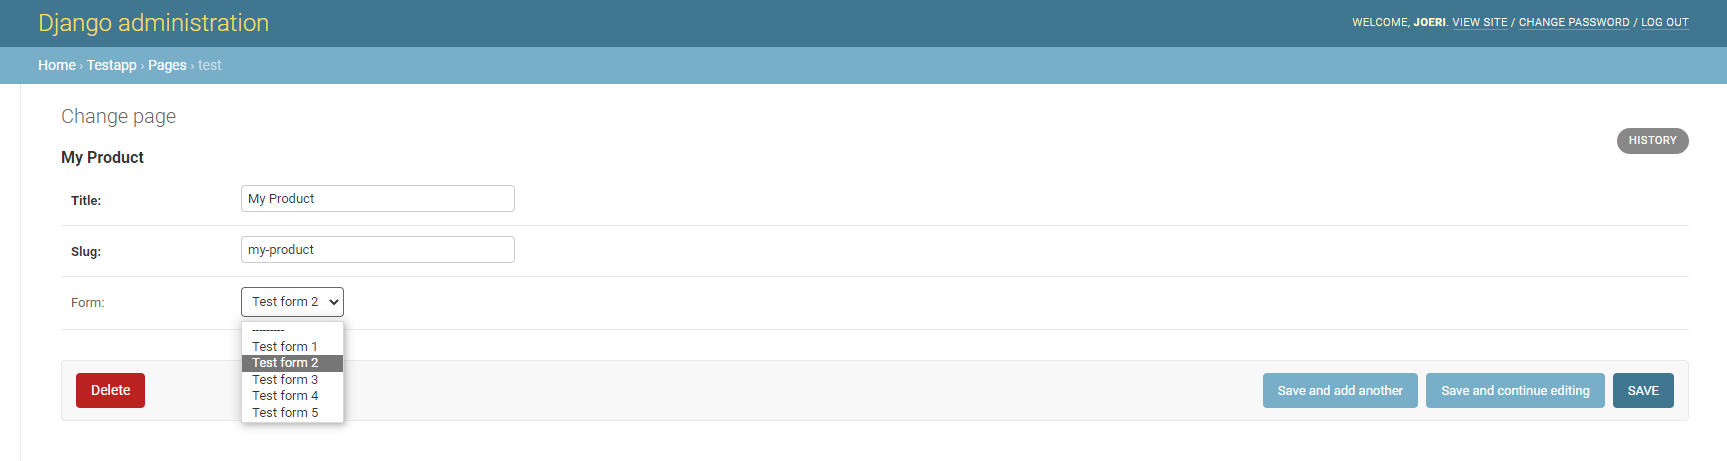 Django administration
WELCOME, JOERI. VIEW SITE / CHANGE PASSWORD / LOG OUT
Home › Testapp › Pages › test
Change page
HISTORY
My Product
Title: My Product
Slug: my-product
Form: Test form 2
---------
Test form 1
Test form 2
Test form 3
Test form 4
Test form 5
Delete
Save and add another
Save and continue editing
SAVE